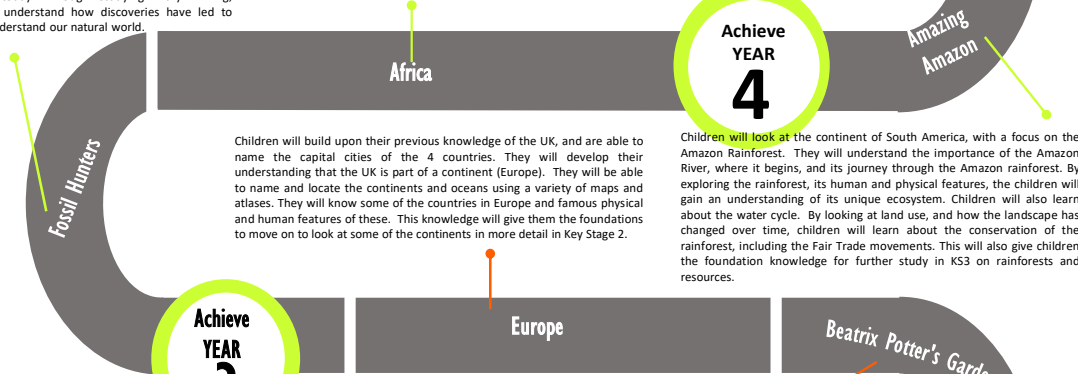 understand how discoveries have led to
understand our natural world.
Achieve
YEAR
4
Amazing
Amazon
Africa
Fossil Hunters
Children will build upon their previous knowledge of the UK, and are able to
name the capital cities of the 4 countries. They will develop their
understanding that the UK is part of a continent (Europe). They will be able
to name and locate the continents and oceans using a variety of maps and
atlases. They will know some of the countries in Europe and famous physical
and human features of these. This knowledge will give them the foundations
to move on to look at some of the continents in more detail in Key Stage 2.
Children will look at the continent of South America, with a focus on the
Amazon Rainforest. They will understand the importance of the Amazon
River, where it begins, and its journey through the Amazon rainforest. By
exploring the rainforest, its human and physical features, the children will
gain an understanding of its unique ecosystem. Children will also learn
about the water cycle. By looking at land use, and how the landscape has
changed over time, children will learn about the conservation of the
rainforest, including the Fair Trade movements. This will also give children
the foundation knowledge for further study in KS3 on rainforests and
resources.
Achieve
YEAR
Europe
Beatrix Potter's